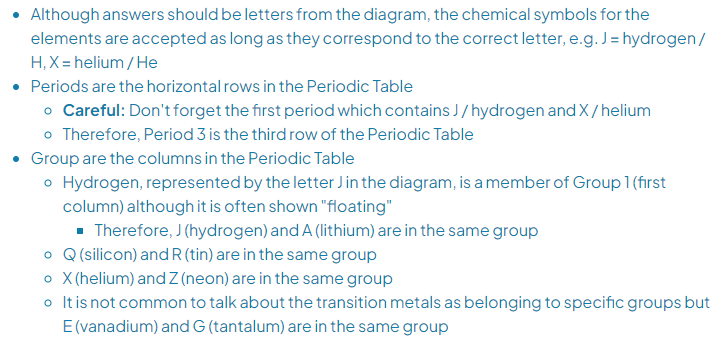 Although answers should be letters from the diagram, the chemical symbols for the
elements are accepted as long as they correspond to the correct letter, e.g. J = hydrogen /
H, X = helium / He
Periods are the horizontal rows in the Periodic Table
Careful: Don't forget the first period which contains J / hydrogen and X / helium
Therefore, Period 3 is the third row of the Periodic Table
Group are the columns in the Periodic Table
Hydrogen, represented by the letter J in the diagram, is a member of Group 1 (first
column) although it is often shown "floating"
Therefore, J (hydrogen) and A (lithium) are in the same group
Q (silicon) and R (tin) are in the same group
X (helium) and Z (neon) are in the same group
It is not common to talk about the transition metals as belonging to specific groups but
E (vanadium) and G (tantalum) are in the same group